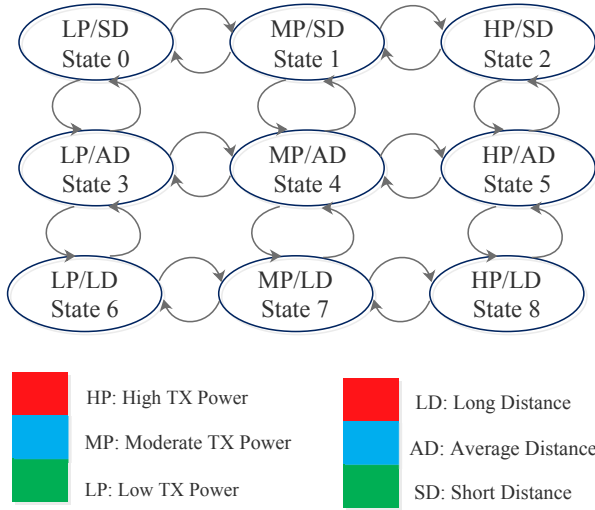 LP/SD
State 0
MP/SD
State 1
HP/SD
State 2
LP/AD
State 3
MP/AD
State 4
HP/AD
State 5
LP/LD
State 6
MP/LD
State 7
HP/LD
State 8
HP: High TX Power
MP: Moderate TX Power
LP: Low TX Power
LD: Long Distance
AD: Average Distance
SD: Short Distance